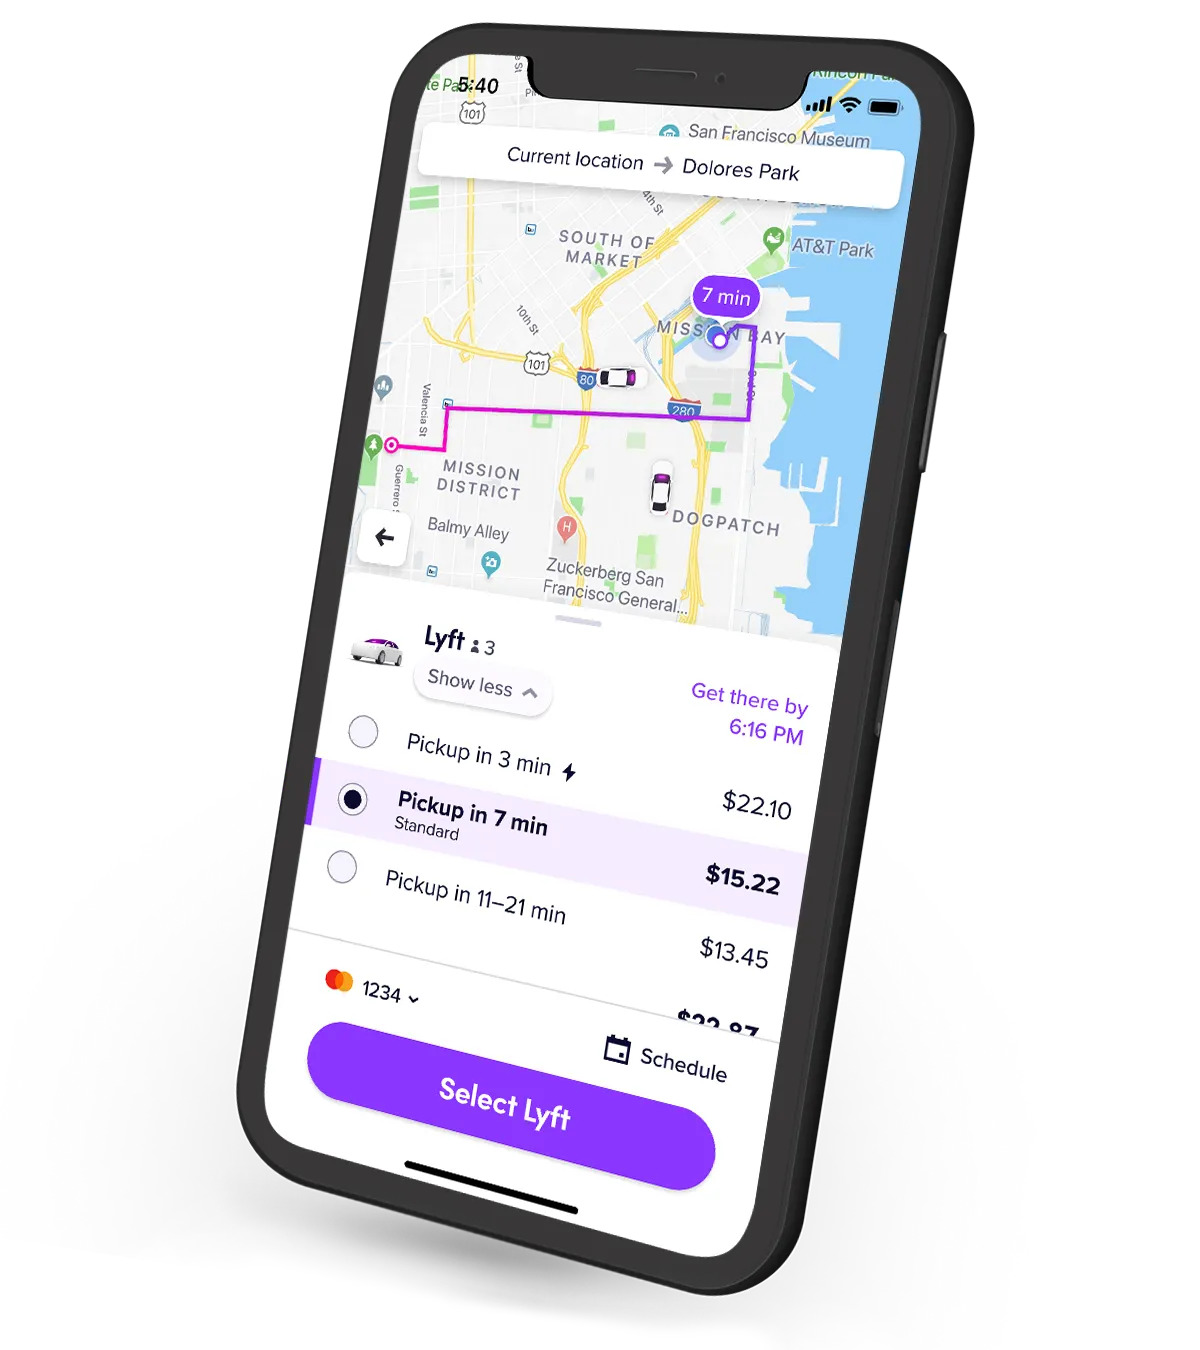 5:40
101
San Francisco Museum
Current location → Dolores Park
4th St
SOUTH OF
MARKET
AT&T Park
7 min
10th St
MISSION BAY
101
80
Valencia St
280
MISSION
DISTRICT
Guerrero
Balmy Alley
H
DOGPATCH
Zuckerberg San
Francisco General...
Lyft 3
Show less
Get there by
6:16 PM
Pickup in 3 min
$22.10
Pickup in 7 min
Standard
$15.22
Pickup in 11–21 min
$13.45
1234
Schedule
Select Lyft